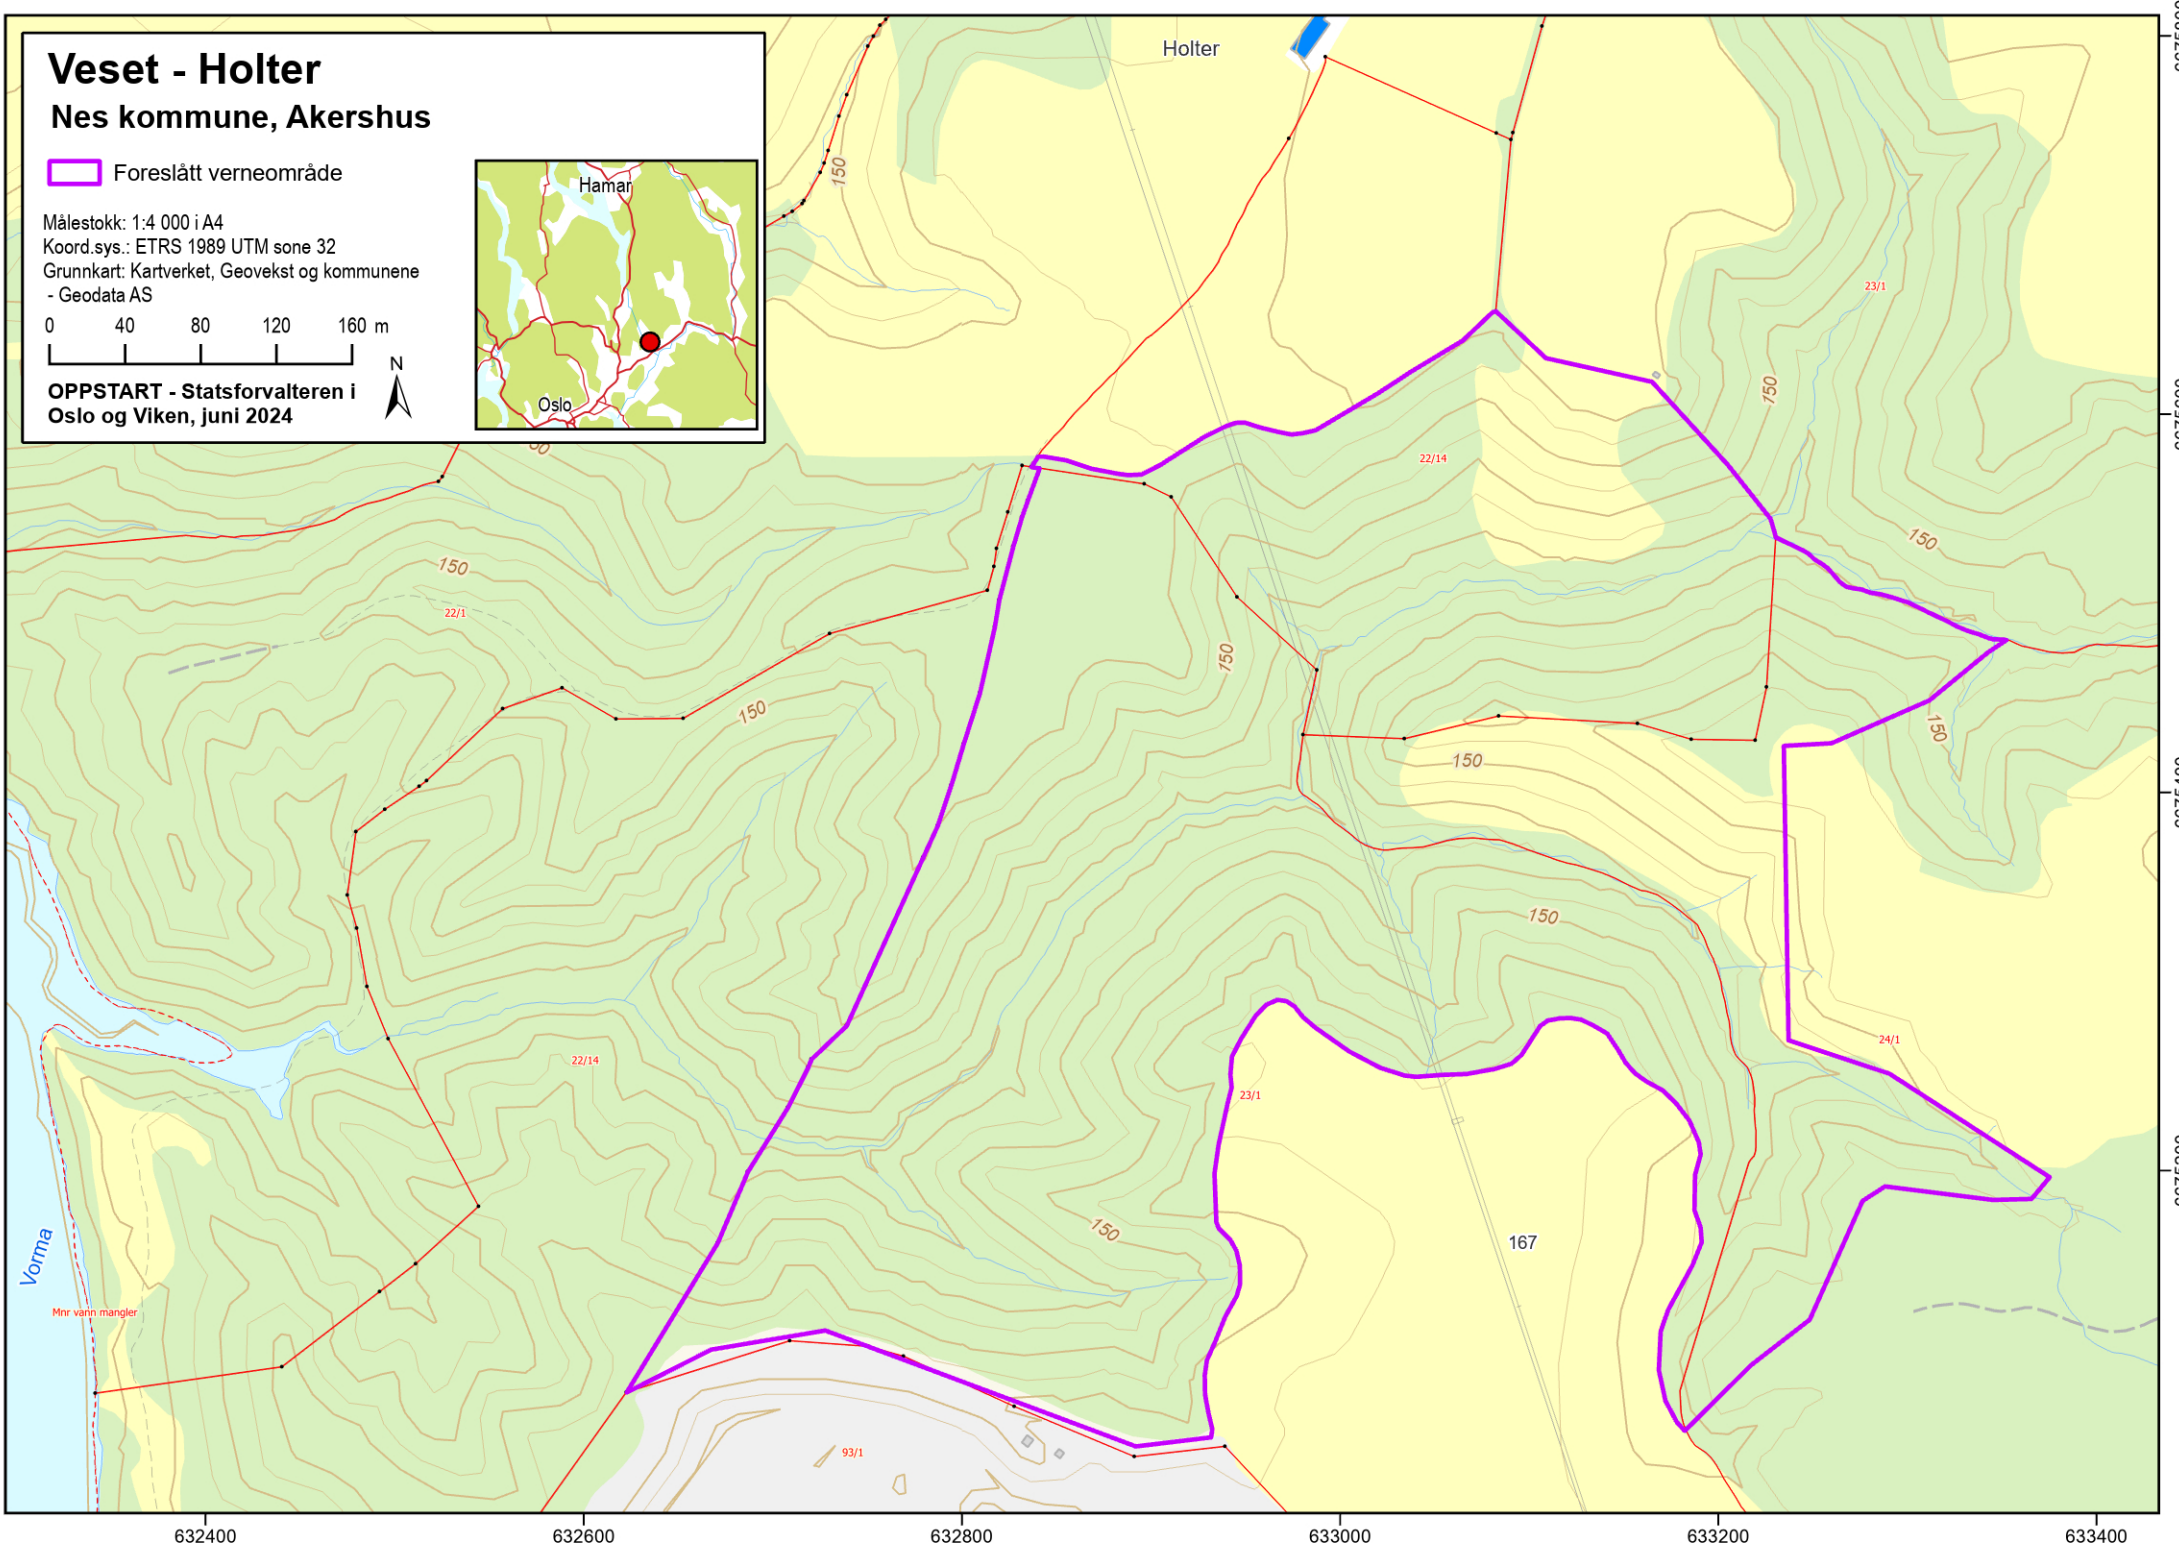 Veset - Holter
Nes kommune, Akershus
Foreslått verneområde
Målestokk: 1:4 000 i A4
Koord.sys.: ETRS 1989 UTM sone 32
Grunnkart: Kartverket, Geovekst og kommunene
- Geodata AS
0 40 80 120 160 m
N
OPPSTART - Statsforvalteren i
Oslo og Viken, juni 2024
Hamar
Oslo
Holter
150
23/1
150
22/14
150
150
22/1
150
150
150
150
150
22/14
24/1
23/1
150
167
Vorma
Mnr vann mangler
93/1
632400 632600 632800 633000 633200 633400